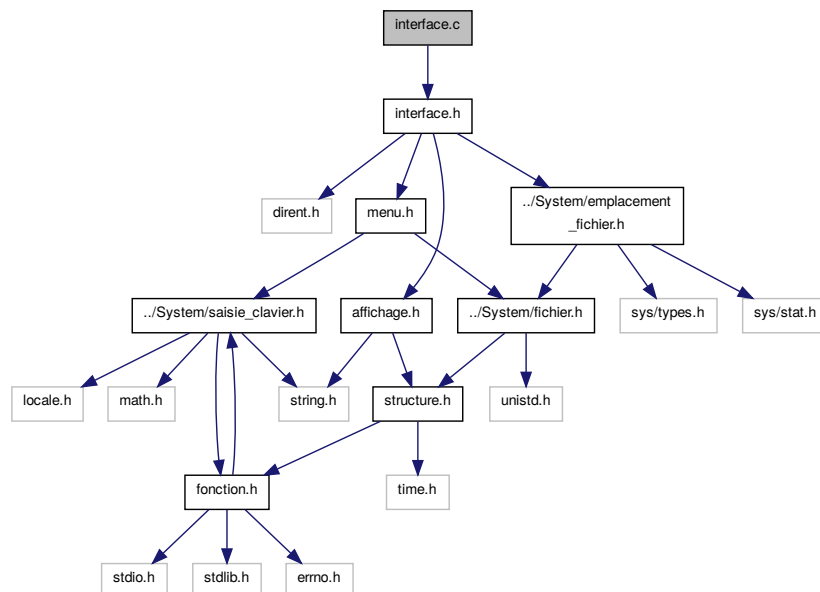 interface.c
interface.h
dirent.h
menu.h
../System/emplacement
_fichier.h
../System/saisie_clavier.h
affichage.h
../System/fichier.h
sys/types.h
sys/stat.h
locale.h
math.h
string.h
structure.h
unistd.h
fonction.h
time.h
stdio.h
stdlib.h
errno.h